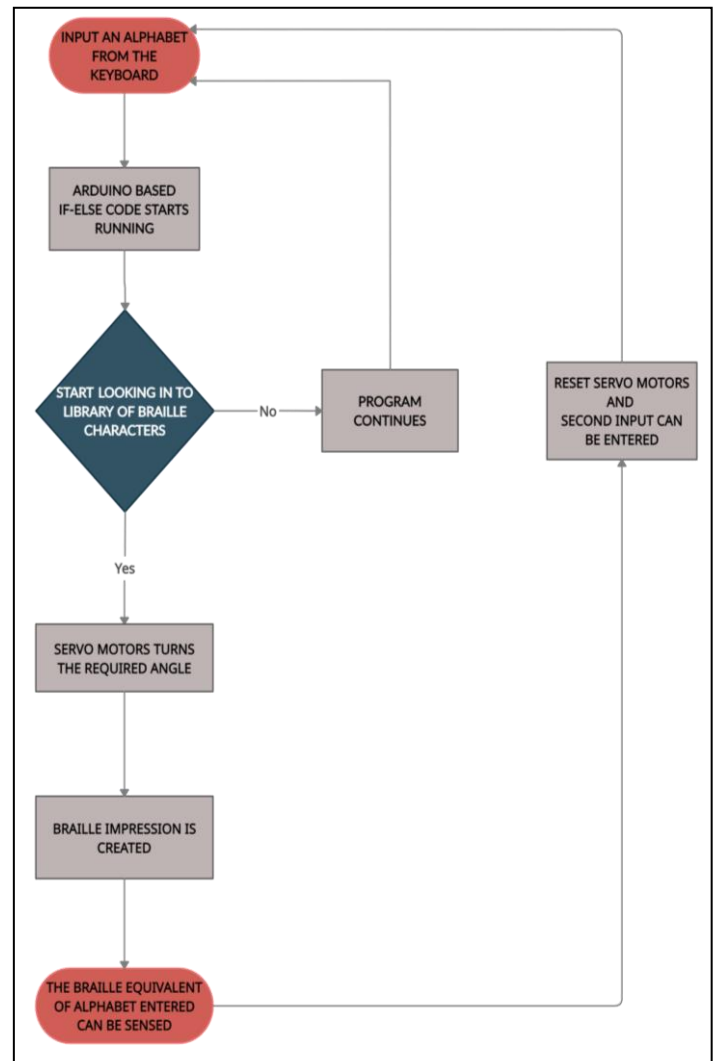 INPUT AN ALPHABET
FROM THE
KEYBOARD
ARDUINO BASED
IF-ELSE CODE STARTS
RUNNING
START LOOKING IN TO
LIBRARY OF BRAILLE
CHARACTERS
No
PROGRAM
CONTINUES
RESET SERVO MOTORS
AND
SECOND INPUT CAN
BE ENTERED
Yes
SERVO MOTORS TURNS
THE REQUIRED ANGLE
BRAILLE IMPRESSION IS
CREATED
THE BRAILLE EQUIVALENT
OF ALPHABET ENTERED
CAN BE SENSED